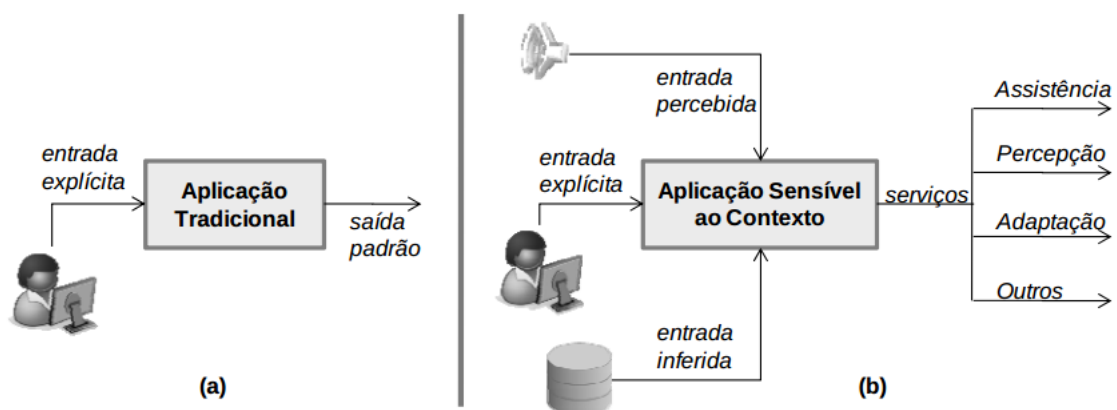 entrada
explícita
Aplicação
Tradicional
saída
padrão
(a)
entrada
percebida
entrada
explícita
Aplicação Sensível
ao Contexto
serviços
Assistência
Percepção
Adaptação
Outros
entrada
inferida
(b)